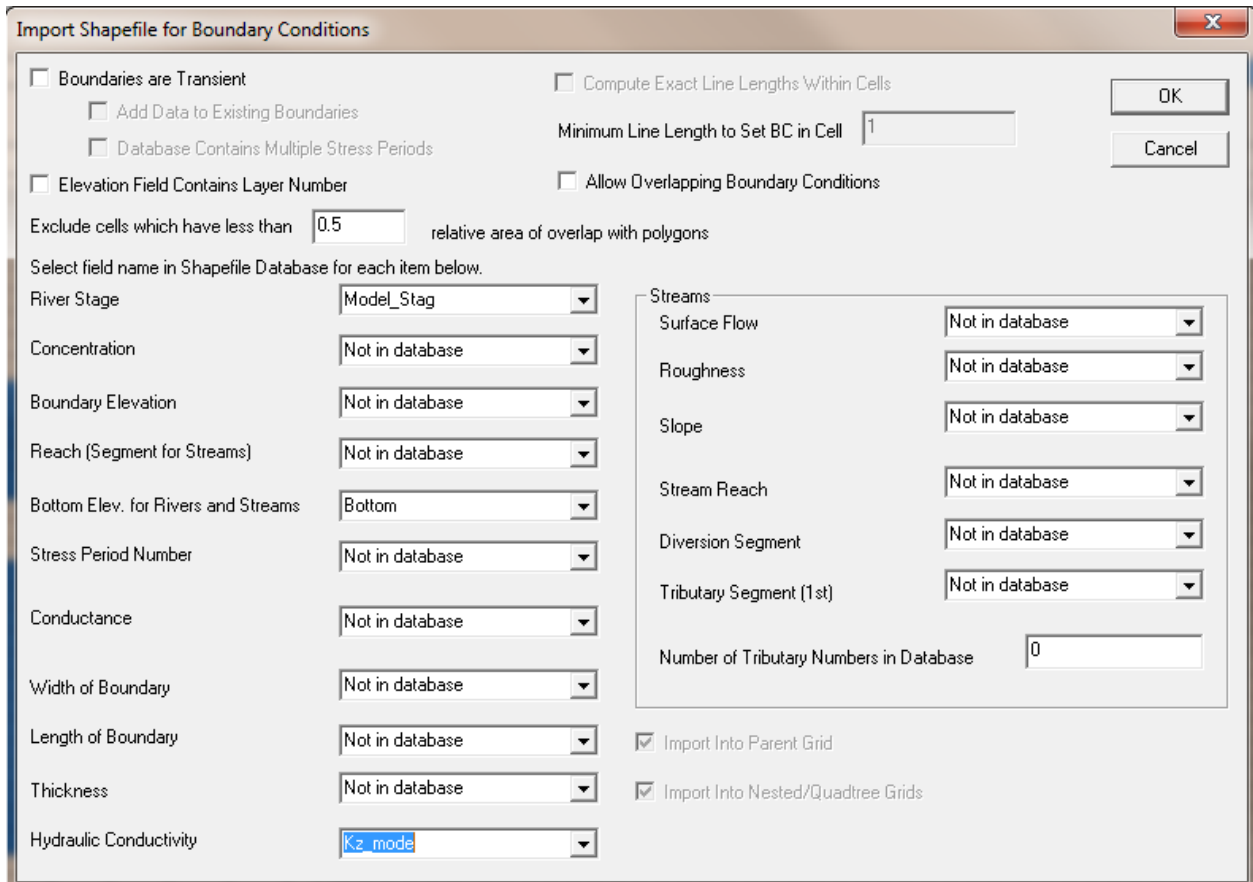 Import Shapefile for Boundary Conditions
Boundaries are Transient
Add Data to Existing Boundaries
Database Contains Multiple Stress Periods
Elevation Field Contains Layer Number
Compute Exact Line Lengths Within Cells
Minimum Line Length to Set BC in Cell 1
Allow Overlapping Boundary Conditions
OK
Cancel
Exclude cells which have less than 0.5 relative area of overlap with polygons
Select field name in Shapefile Database for each item below.
River Stage Model_Stag
Concentration Not in database
Boundary Elevation Not in database
Reach (Segment for Streams) Not in database
Bottom Elev. for Rivers and Streams Bottom
Stress Period Number Not in database
Conductance Not in database
Width of Boundary Not in database
Length of Boundary Not in database
Thickness Not in database
Hydraulic Conductivity Kz_mode
Streams
Surface Flow Not in database
Roughness Not in database
Slope Not in database
Stream Reach Not in database
Diversion Segment Not in database
Tributary Segment (1st) Not in database
Number of Tributary Numbers in Database 0
Import Into Parent Grid
Import Into Nested/Quadtree Grids